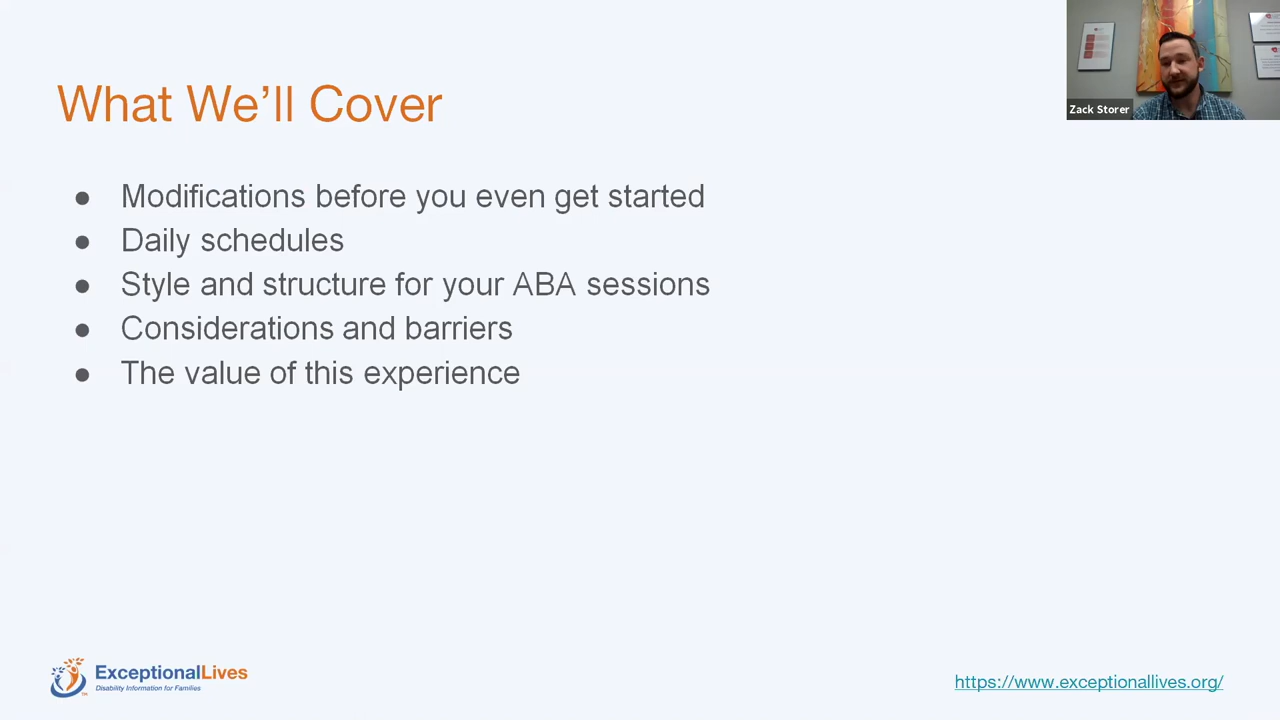 What We'll Cover
Zack Storer
● Modifications before you even get started
● Daily schedules
● Style and structure for your ABA sessions
● Considerations and barriers
● The value of this experience
ExceptionalLives
Disability Information for Families
TM
https://www.exceptionallives.org/